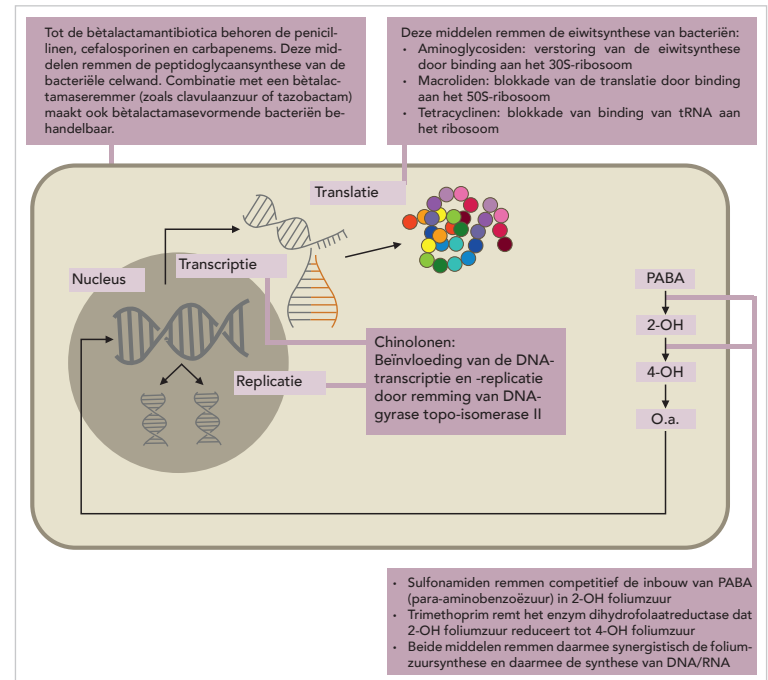 Tot de bètalactamantibiotica behoren de penicil-
linen, cefalosporinen en carbapenems. Deze mid-
delen remmen de peptidoglycaansynthese van de
bacteriële celwand. Combinatie met een bètalac-
tamaseremmer (zoals clavulaanzuur of tazobactam)
maakt ook bètalactamasevormende bacteriën be-
handelbaar.
Deze middelen remmen de eiwitsynthese van bacteriën:
• Aminoglycosiden: verstoring van de eiwitsynthese
door binding aan het 30S-ribosoom
• Macroliden: blokkade van de translatie door binding
aan het 50S-ribosoom
• Tetracyclinen: blokkade van binding van tRNA aan
het ribosoom
Translatie
Transcriptie
Nucleus
Replicatie
Chinolonen:
Beïnvloeding van de DNA-
transcriptie en -replicatie
door remming van DNA-
gyrase topo-isomerase II
PABA
2-OH
4-OH
O.a.
• Sulfonamiden remmen competitief de inbouw van PABA
(para-aminobenzoëzuur) in 2-OH foliumzuur
• Trimethoprim remt het enzym dihydrofolaatreductase dat
2-OH foliumzuur reduceert tot 4-OH foliumzuur
• Beide middelen remmen daarmee synergistisch de folium-
zuursynthese en daarmee de synthese van DNA/RNA